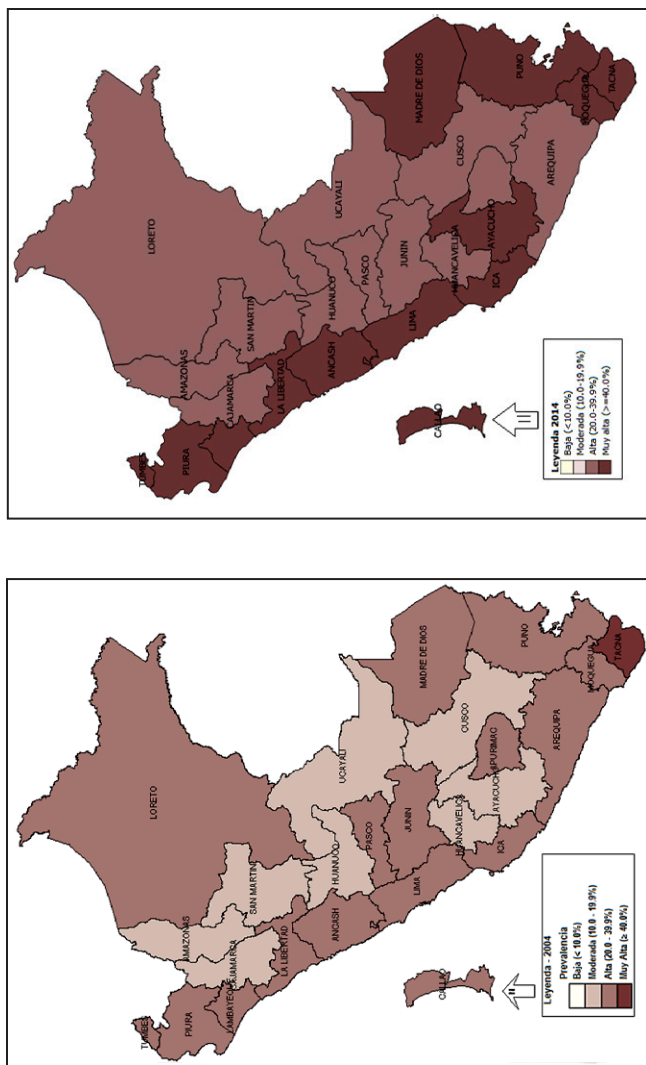 LORETO
AMAZONAS
SAN MARTIN
CAJAMARCA
TUMBES
PIURA
LA LIBERTAD
ANCASH
HUANUCO
PASCO
UCAYALI
JUNIN
LIMA
HUANCAVELICA
AYACUCHO
ICA
CUSCO
MADRE DE DIOS
PUNO
AREQUIPA
MOQUEGUA
TACNA
CALLAO
Leyenda 2014
Baja (<10.0%)
Moderada (10.0-19.9%)
Alta (20.0-39.9%)
Muy alta (>=40.0%)
LORETO
AMAZONAS
SAN MARTIN
CAJAMARCA
TUMBES
PIURA
LAMBAYEQUE
LA LIBERTAD
ANCASH
HUANUCO
PASCO
UCAYALI
JUNIN
LIMA
HUANCAVELICA
AYACUCHO
APURIMAC
ICA
CUSCO
MADRE DE DIOS
PUNO
AREQUIPA
MOQUEGUA
TACNA
CALLAO
Leyenda - 2004
Prevalencia
Baja (< 10.0%)
Moderada (10.0 - 19.9%)
Alta (20.0 - 39.9%)
Muy Alta (≥ 40.0%)